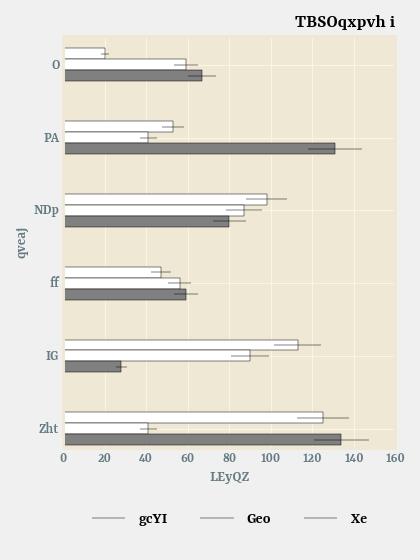 TBSOqxpvh i
O
PA
NDp
ff
IG
Zht
qveaj
0 20 40 60 80 100 120 140 160
LEyQZ
gcYI Geo Xe